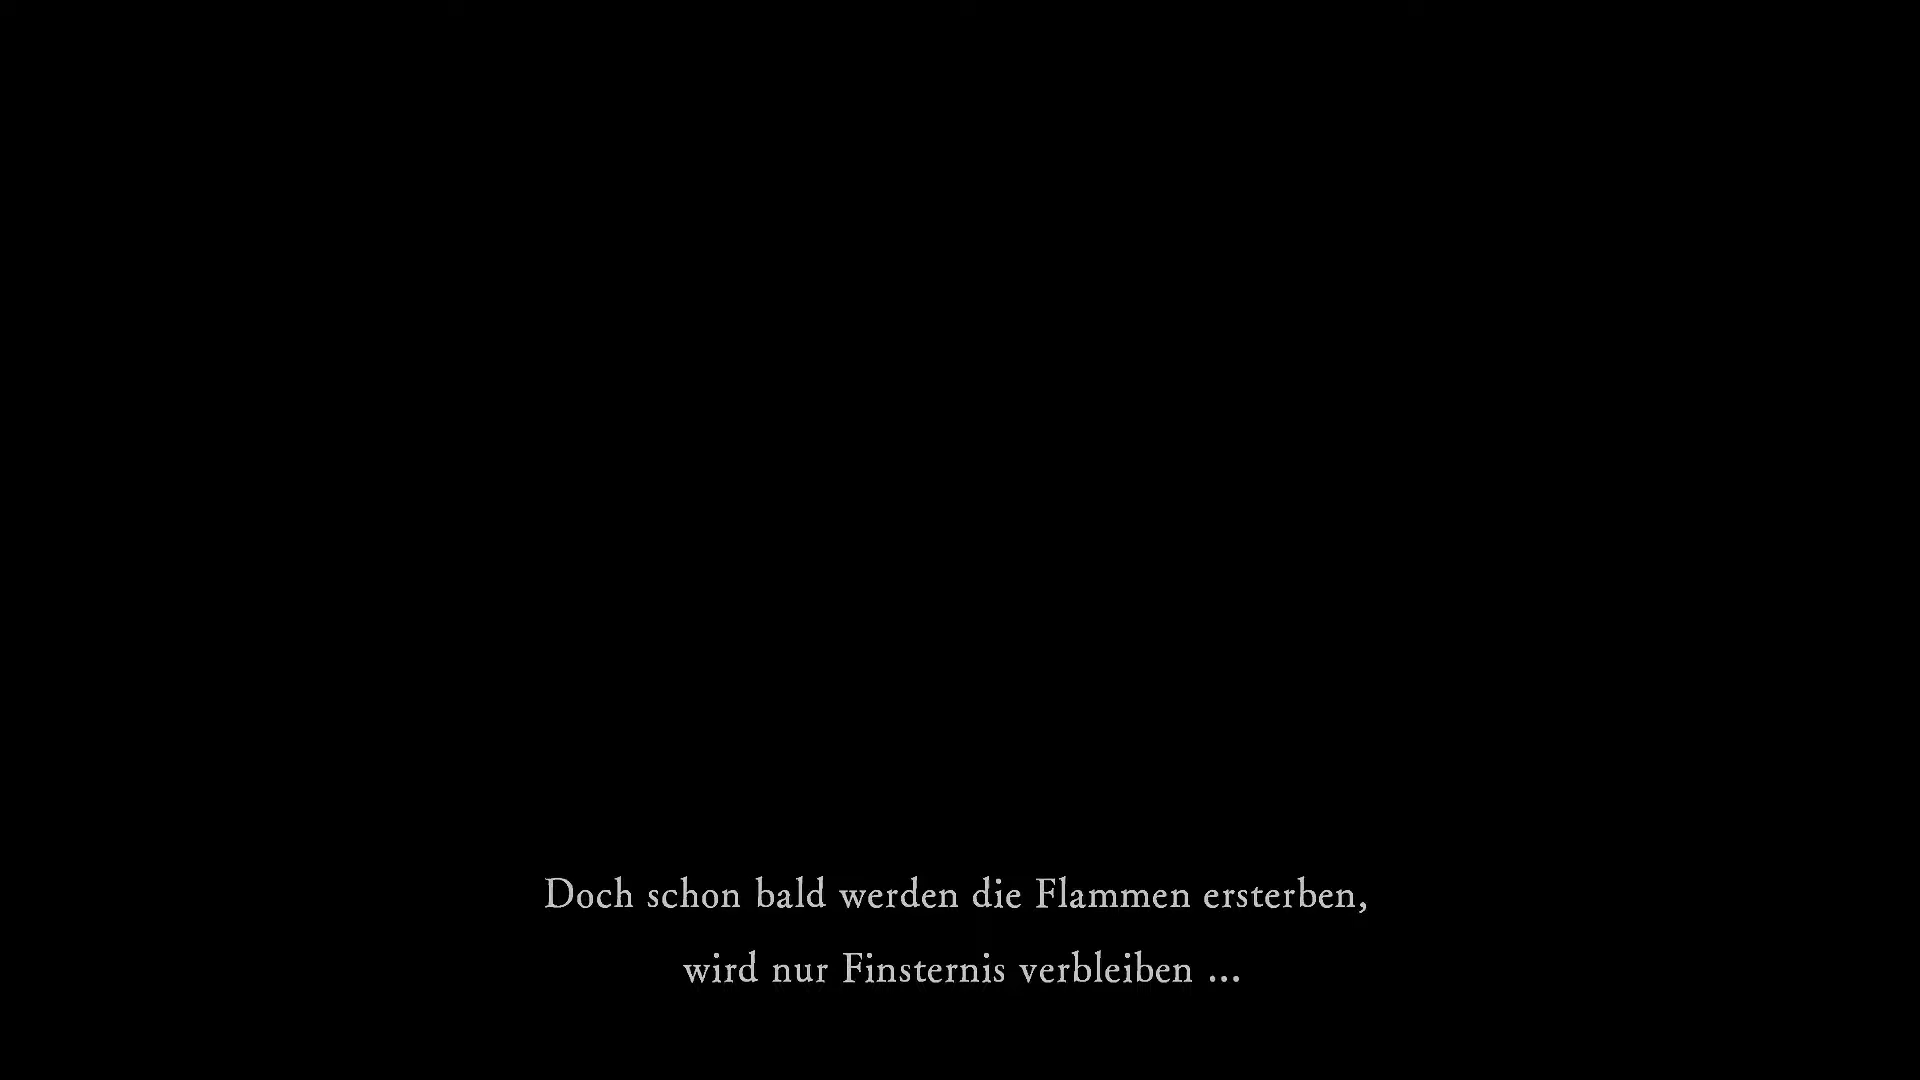 Doch schon bald werden die Flammen ersterben,
wird nur Finsternis verbleiben ...